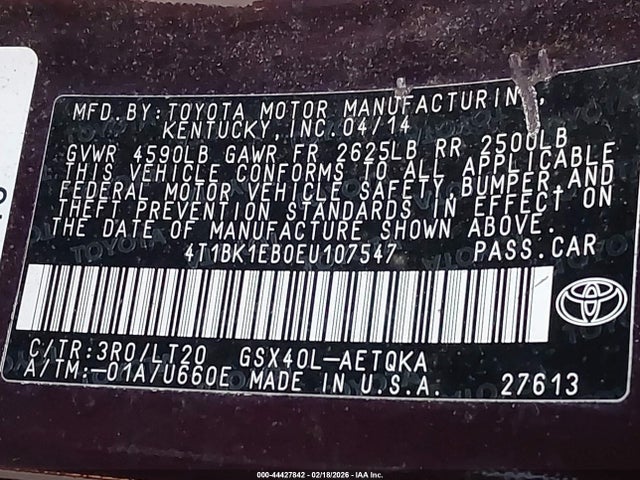 MFD. BY: TOYOTA MOTOR MANUFACTURING,
KENTUCKY, INC. 04/14
GVWR 4590LB GAWR FR 2625LB RR 2500LB
THIS VEHICLE CONFORMS TO ALL APPLICABLE
FEDERAL MOTOR VEHICLE SAFETY, BUMPER, AND
THEFT PREVENTION STANDARDS IN EFFECT ON
THE DATE OF MANUFACTURE SHOWN ABOVE.
4T1BK1EB0EU107547 PASS.CAR
C/TR:3R0/LT20 GSX40L-AETQKA
A/TM:-01A/U660E MADE IN U.S.A. 27613
000-44427842 - 02/18/2026 - IAA Inc.